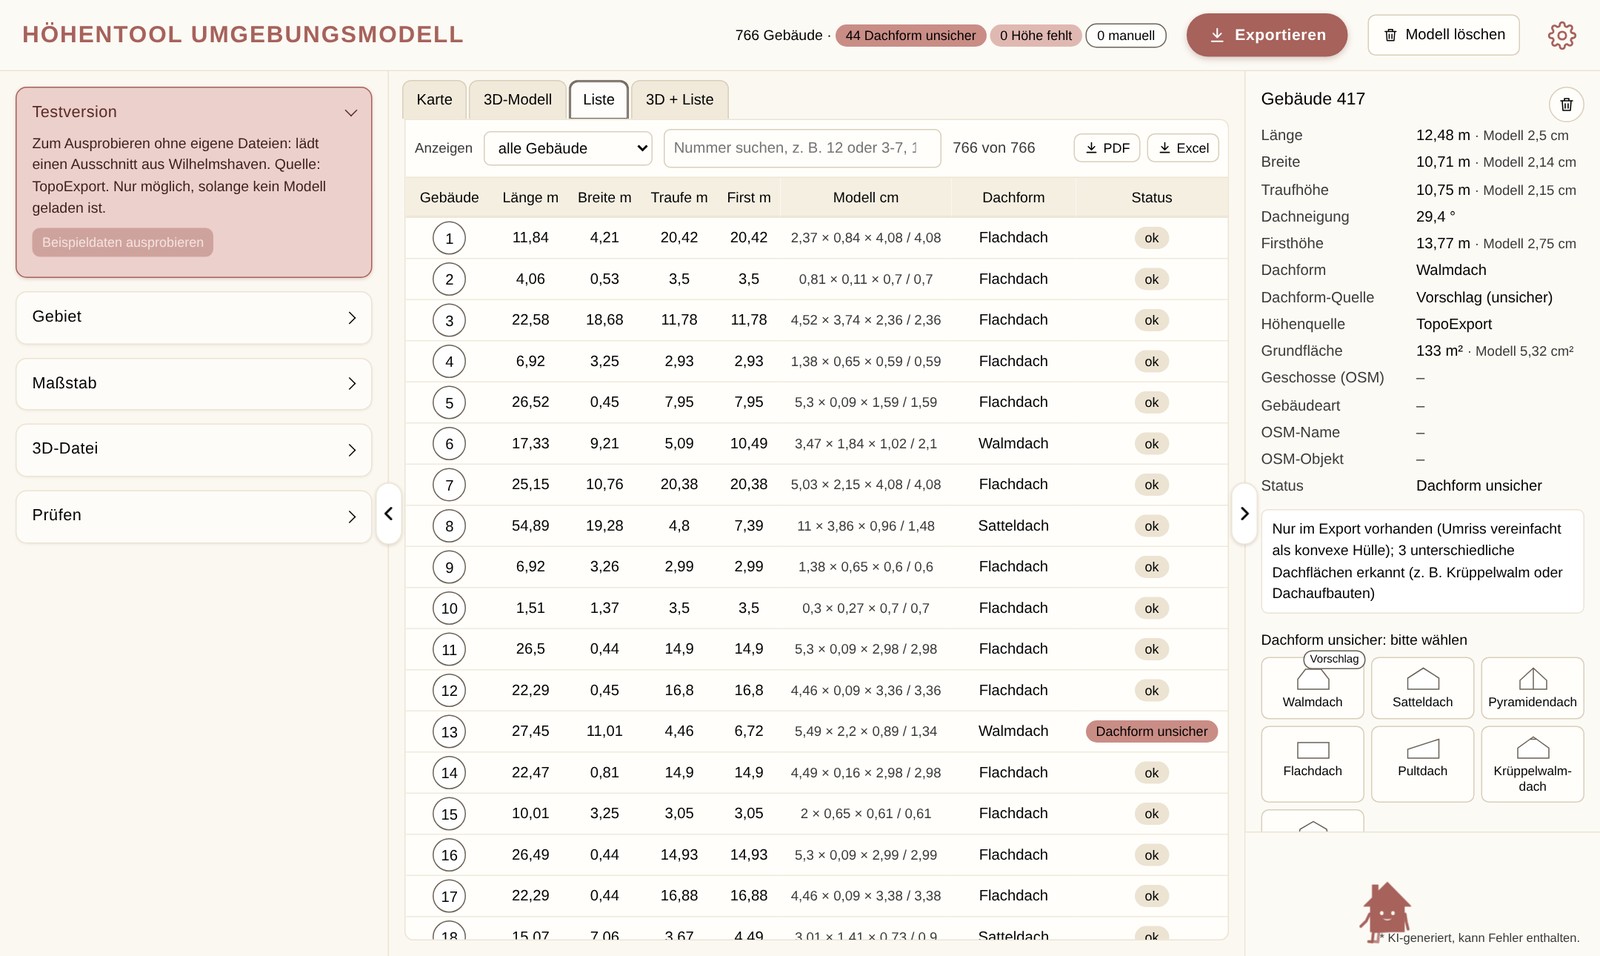 HÖHENTOOL UMGEBUNGSMODELL
766 Gebäude · 44 Dachform unsicher 0 Höhe fehlt 0 manuell
Exportieren
Modell löschen
Testversion
Zum Ausprobieren ohne eigene Dateien: lädt
einen Ausschnitt aus Wilhelmshaven. Quelle:
TopoExport. Nur möglich, solange kein Modell
geladen ist.
Beispieldaten ausprobieren
Gebiet
Maßstab
3D-Datei
Prüfen
Karte 3D-Modell Liste 3D + Liste
Anzeigen alle Gebäude Nummer suchen, z. B. 12 oder 3-7, 766 von 766 PDF Excel
Gebäude Länge m Breite m Traufe m First m Modell cm Dachform Status
1 11,84 4,21 20,42 20,42 2,37 × 0,84 × 4,08 / 4,08 Flachdach ok
2 4,06 0,53 3,5 3,5 0,81 × 0,11 × 0,7 / 0,7 Flachdach ok
3 22,58 18,68 11,78 11,78 4,52 × 3,74 × 2,36 / 2,36 Flachdach ok
4 6,92 3,25 2,93 2,93 1,38 × 0,65 × 0,59 / 0,59 Flachdach ok
5 26,52 0,45 7,95 7,95 5,3 × 0,09 × 1,59 / 1,59 Flachdach ok
6 17,33 9,21 5,09 10,49 3,47 × 1,84 × 1,02 / 2,1 Walmdach ok
7 25,15 10,76 20,38 20,38 5,03 × 2,15 × 4,08 / 4,08 Flachdach ok
8 54,89 19,28 4,8 7,39 11 × 3,86 × 0,96 / 1,48 Satteldach ok
9 6,92 3,26 2,99 2,99 1,38 × 0,65 × 0,6 / 0,6 Flachdach ok
10 1,51 1,37 3,5 3,5 0,3 × 0,27 × 0,7 / 0,7 Flachdach ok
11 26,5 0,44 14,9 14,9 5,3 × 0,09 × 2,98 / 2,98 Flachdach ok
12 22,29 0,45 16,8 16,8 4,46 × 0,09 × 3,36 / 3,36 Flachdach ok
13 27,45 11,01 4,46 6,72 5,49 × 2,2 × 0,89 / 1,34 Walmdach Dachform unsicher
14 22,47 0,81 14,9 14,9 4,49 × 0,16 × 2,98 / 2,98 Flachdach ok
15 10,01 3,25 3,05 3,05 2 × 0,65 × 0,61 / 0,61 Flachdach ok
16 26,49 0,44 14,93 14,93 5,3 × 0,09 × 2,99 / 2,99 Flachdach ok
17 22,29 0,44 16,88 16,88 4,46 × 0,09 × 3,38 / 3,38 Flachdach ok
18 15,07 7,06 3,67 4,49 3,01 × 1,41 × 0,73 / 0,9 Satteldach ok
Gebäude 417
Länge 12,48 m · Modell 2,5 cm
Breite 10,71 m · Modell 2,14 cm
Traufhöhe 10,75 m · Modell 2,15 cm
Dachneigung 29,4 °
Firsthöhe 13,77 m · Modell 2,75 cm
Dachform Walmdach
Dachform-Quelle Vorschlag (unsicher)
Höhenquelle TopoExport
Grundfläche 133 m² · Modell 5,32 cm²
Geschosse (OSM) –
Gebäudeart –
OSM-Name –
OSM-Objekt –
Status Dachform unsicher
Nur im Export vorhanden (Umriss vereinfacht
als konvexe Hülle); 3 unterschiedliche
Dachflächen erkannt (z. B. Krüppelwalm oder
Dachaufbauten)
Dachform unsicher: bitte wählen
Vorschlag
Walmdach Satteldach Pyramidendach
Flachdach Pultdach Krüppelwalm-
dach
* KI-generiert, kann Fehler enthalten.